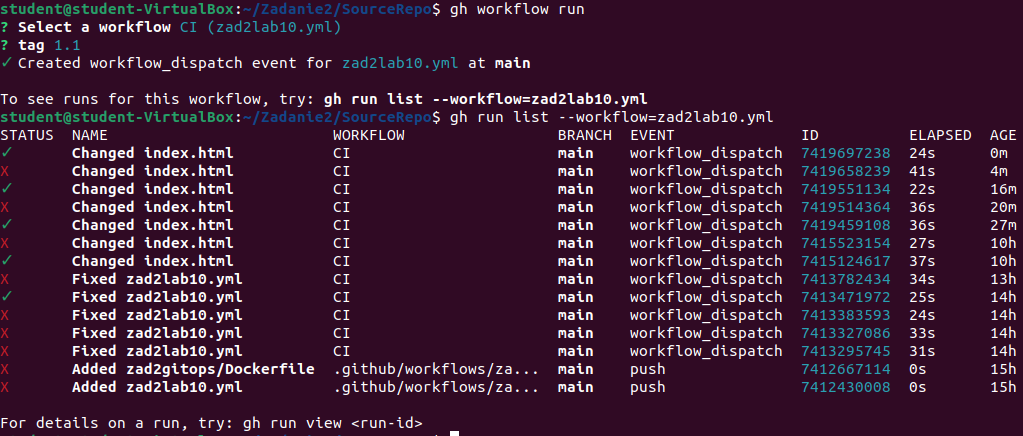 student@student-VirtualBox:~/Zadanie2/SourceRepo$ gh workflow run
? Select a workflow CI (zad2lab10.yml)
? tag 1.1
✓ Created workflow_dispatch event for zad2lab10.yml at main
To see runs for this workflow, try: gh run list --workflow=zad2lab10.yml
student@student-VirtualBox:~/Zadanie2/SourceRepo$ gh run list --workflow=zad2lab10.yml
STATUS NAME WORKFLOW BRANCH EVENT ID ELAPSED AGE
✓ Changed index.html CI main workflow_dispatch 7419697238 24s 0m
X Changed index.html CI main workflow_dispatch 7419658239 41s 4m
✓ Changed index.html CI main workflow_dispatch 7419551134 22s 16m
X Changed index.html CI main workflow_dispatch 7419514364 36s 20m
✓ Changed index.html CI main workflow_dispatch 7419459108 36s 27m
X Changed index.html CI main workflow_dispatch 7415523154 27s 10h
✓ Changed index.html CI main workflow_dispatch 7415124617 37s 10h
X Fixed zad2lab10.yml CI main workflow_dispatch 7413782434 34s 13h
✓ Fixed zad2lab10.yml CI main workflow_dispatch 7413471972 25s 14h
X Fixed zad2lab10.yml CI main workflow_dispatch 7413383593 24s 14h
X Fixed zad2lab10.yml CI main workflow_dispatch 7413327086 33s 14h
X Fixed zad2lab10.yml CI main workflow_dispatch 7413295745 31s 14h
X Added zad2gitops/Dockerfile .github/workflows/za... main push 7412667114 0s 15h
X Added zad2lab10.yml .github/workflows/za... main push 7412430008 0s 15h
For details on a run, try: gh run view <run-id>